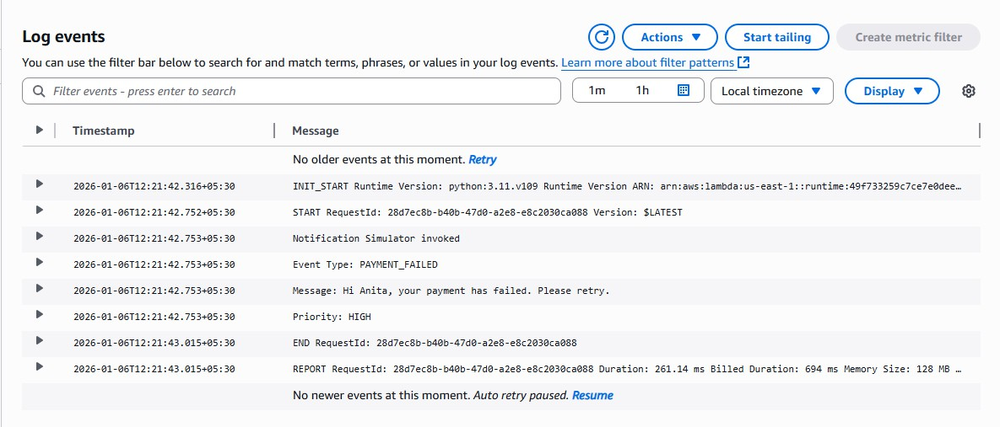 Log events
Actions
Start tailing
Create metric filter
You can use the filter bar below to search for and match terms, phrases, or values in your log events. Learn more about filter patterns
Filter events - press enter to search
1m 1h
Local timezone
Display
Timestamp Message
No older events at this moment. Retry
2026-01-06T12:21:42.316+05:30 INIT_START Runtime Version: python:3.11.v109 Runtime Version ARN: arn:aws:lambda:us-east-1::runtime:49f733259c7ce7e0dee…
2026-01-06T12:21:42.752+05:30 START RequestId: 28d7ec8b-b40b-47d0-a2e8-e8c2030ca088 Version: $LATEST
2026-01-06T12:21:42.753+05:30 Notification Simulator invoked
2026-01-06T12:21:42.753+05:30 Event Type: PAYMENT_FAILED
2026-01-06T12:21:42.753+05:30 Message: Hi Anita, your payment has failed. Please retry.
2026-01-06T12:21:42.753+05:30 Priority: HIGH
2026-01-06T12:21:43.015+05:30 END RequestId: 28d7ec8b-b40b-47d0-a2e8-e8c2030ca088
2026-01-06T12:21:43.015+05:30 REPORT RequestId: 28d7ec8b-b40b-47d0-a2e8-e8c2030ca088 Duration: 261.14 ms Billed Duration: 694 ms Memory Size: 128 MB …
No newer events at this moment. Auto retry paused. Resume